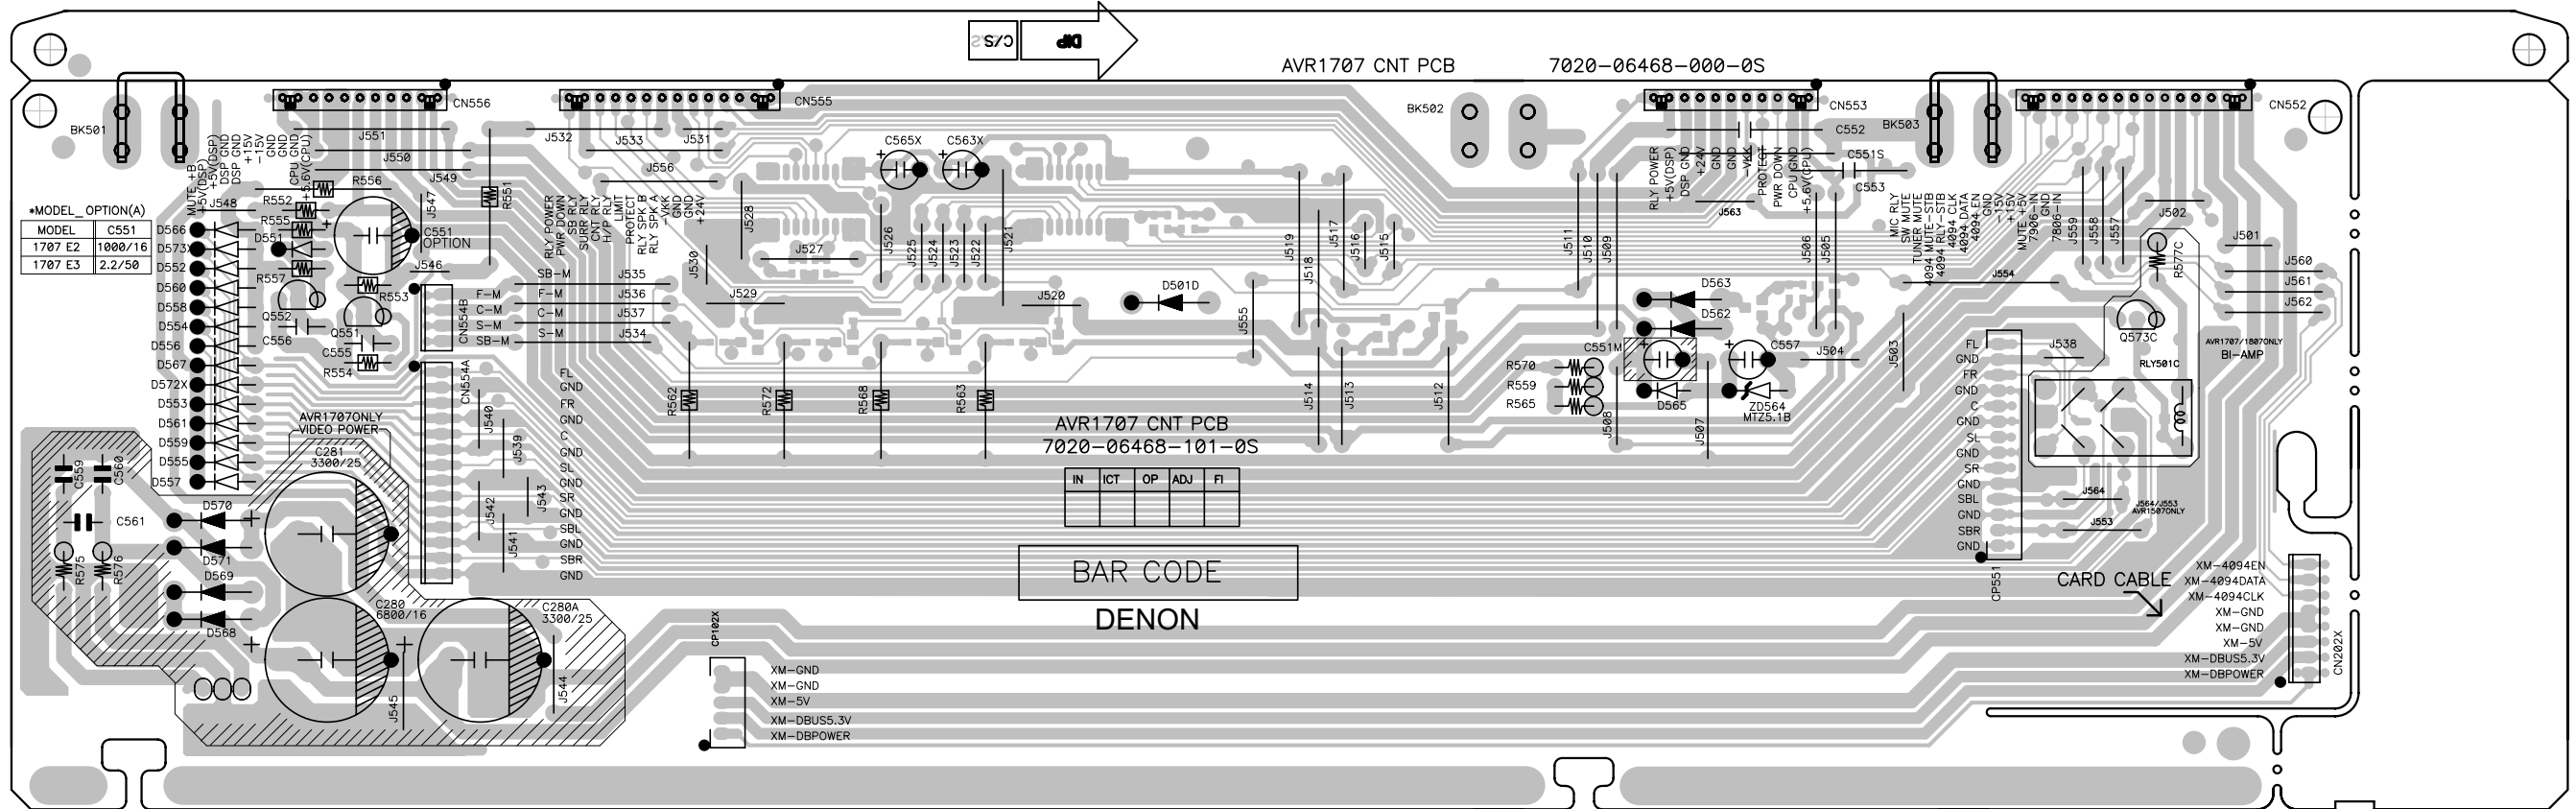 C/S
DIP
AVR1707 CNT PCB
7020-06468-000-0S
BK501
CN556
CN555
BK502
CN553
BK503
CN552
J551
J550
J549
J532
J533
J531
J556
C565X
C563X
C552
C551S
C553
MUTE +B
+5V(DSP)
+5V(DSP)
DSP GND
DSP GND
+15V
-15V
GND
GND
CPU GND
+5.6V(CPU)
R556
R552
R555
D551
R557
J548
J547
R551
C551
OPTION
J546
R553
Q552
Q551
C556
C555
R554
*MODEL_OPTION(A)
MODEL C551
1707 E2 1000/16
1707 E3 2.2/50
D566
D573X
D552
D560
D558
D554
D556
D567
D572X
D553
D561
D559
D555
D557
RLY POWER
PWR DOWN
SR RLY
SURR RLY
CNT RLY
H/P RLY
LIMIT
PROTECT
RLY SPK B
RLY SPK A
-VKK
GND
GND
+24V
J528
J530
J527
J526
J525
J524
J523
J522
J521
J529
J520
D501D
J555
J519
J518
J517
J516
J515
J511
J510
J509
SB-M
F-M
C-M
S-M
SB-M
F-M
C-M
S-M
J535
J536
J537
J534
CN554B
CN554A
RLY POWER
+5V(DSP)
DSP GND
+24V
GND
GND
-VKK
PROTECT
PWR DOWN
CPU GND
+5.6V(CPU)
J563
J506
J505
MIC RLY
SW MUTE
TUNER MUTE
4094 MUTE-STB
4094 RLY-STB
4094 CLK
4094 DATA
4094 EN
GND
-15V
+15V
MUTE +5V
7906-IN
GND
7806-IN
J559
J558
J557
J502
J501
R577C
J554
J560
J561
J562
D563
D562
C551M
C557
J504
J503
D565
ZD564
MTZ5.1B
R570
R559
R565
J508
J507
J514
J513
J512
R562
R572
R568
R563
AVR1707 CNT PCB
7020-06468-101-0S
IN ICT OP ADJ FI
BAR CODE
DENON
AVR1707ONLY
VIDEO POWER
C281
3300/25
C559
C560
C561
R575
R576
D570
D571
D569
D568
C280
6800/16
C280A
3300/25
J545
J544
J540
J539
J542
J543
J541
FL
GND
FR
GND
C
GND
SL
GND
SR
GND
SBL
GND
SBR
GND
CP102X
XM-GND
XM-GND
XM-5V
XM-DBUS5.3V
XM-DBPOWER
FL
GND
FR
GND
C
GND
SL
GND
SR
GND
SBL
GND
SBR
GND
CP551
J538
Q573C
AVR1707/1807ONLY
BI-AMP
RLY501C
J564
J564/J553
AVR1507ONLY
J553
CARD CABLE
XM-4094EN
XM-4094DATA
XM-4094CLK
XM-GND
XM-GND
XM-5V
XM-DBUS5.3V
XM-DBPOWER
CN202X